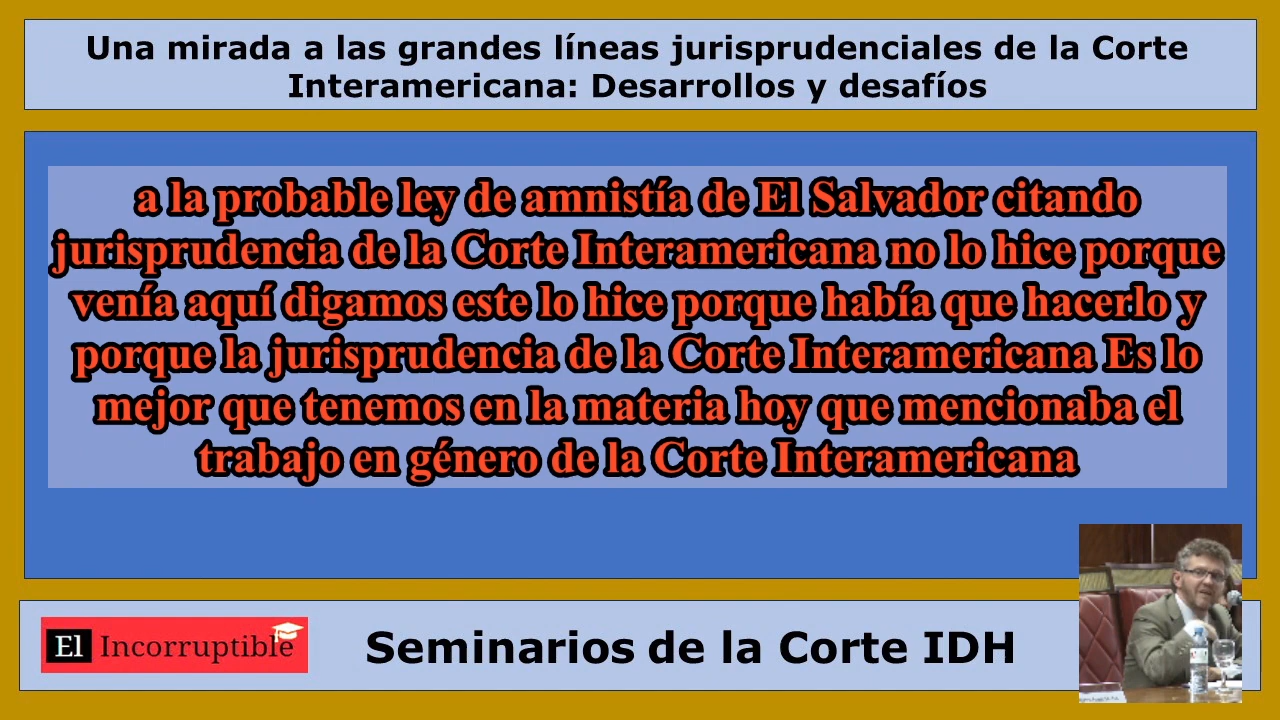 Una mirada a las grandes líneas jurisprudenciales de la Corte
Interamericana: Desarrollos y desafíos
a la probable ley de amnistía de El Salvador citando
jurisprudencia de la Corte Interamericana no lo hice porque
venía aquí digamos este lo hice porque había que hacerlo y
porque la jurisprudencia de la Corte Interamericana Es lo
mejor que tenemos en la materia hoy que mencionaba el
trabajo en género de la Corte Interamericana
El Incorruptible
Seminarios de la Corte IDH